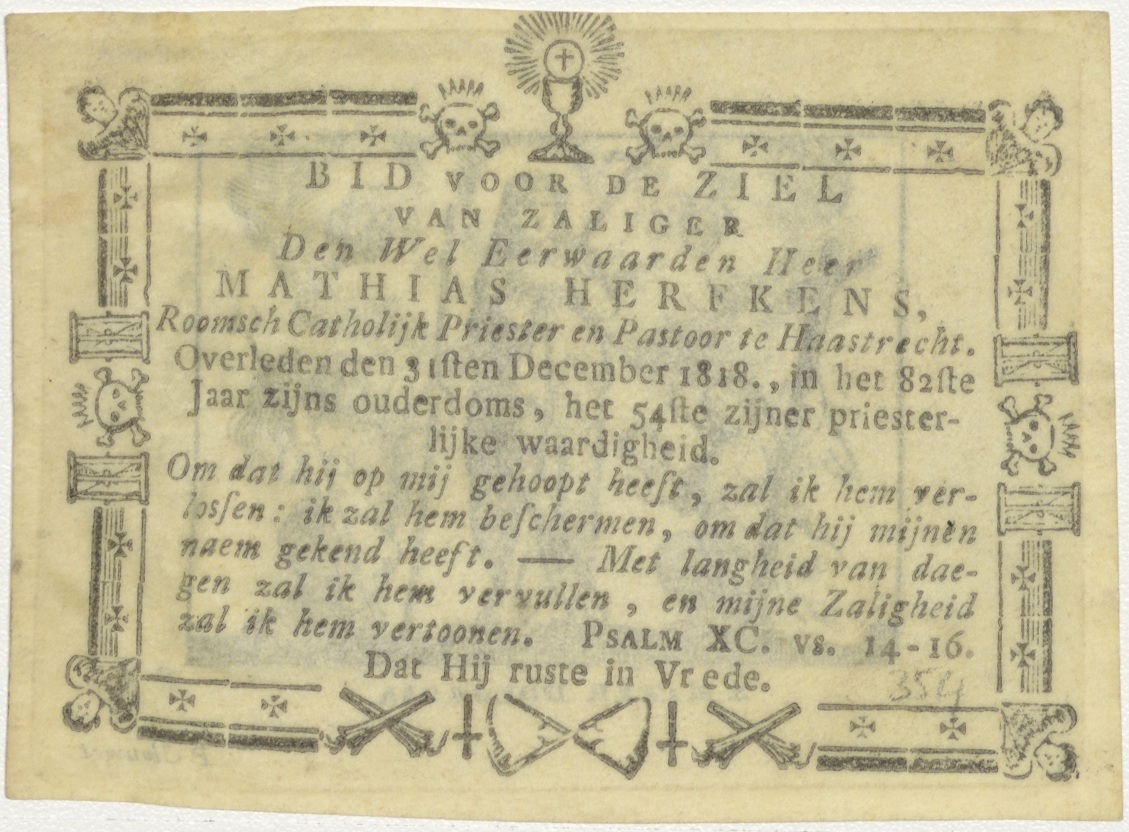 BID VOOR DE ZIEL
VAN ZALIGER
Den Wel Eerwaarden Heer
MATHIAS HERFKENS,
Roomsch Catholijk Priester en Pastoor te Haastrecht.
Overleden den 31ſten December 1818., in het 82ſte
Jaar zijns ouderdoms, het 54ſte zijner priester-
lijke waardigheid.
Om dat hij op mij gehoopt heeft, zal ik hem ver-
losſen: ik zal hem beſchermen, om dat hij mijnen
naem gekend heeft. — Met langheid van dae-
gen zal ik hem vervullen, en mijne Zaligheid
zal ik hem vertoonen. PSALM XC. vs. 14-16.
Dat Hij ruste in Vrede.
354